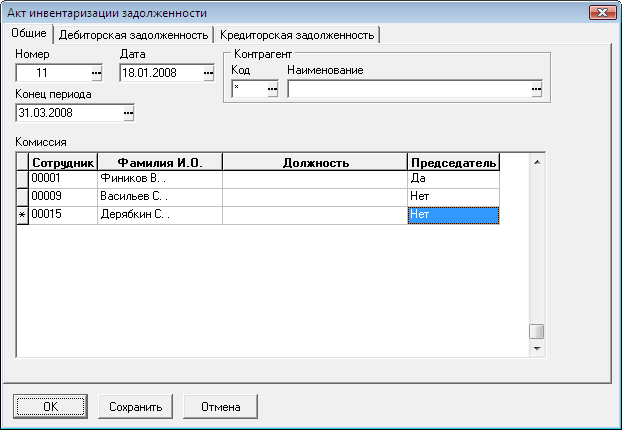 Акт инвентаризации задолженности
Общие Дебиторская задолженность Кредиторская задолженность
Номер Дата Контрагент
Код Наименование
11 ... 18.01.2008 ... * ... ...
Конец периода
31.03.2008 ...
Комиссия
Сотрудник Фамилия И.О. Должность Председатель
00001 Фиников В. . Да
00009 Васильев С. . Нет
* 00015 Дерябкин С. . Нет
OK Сохранить Отмена